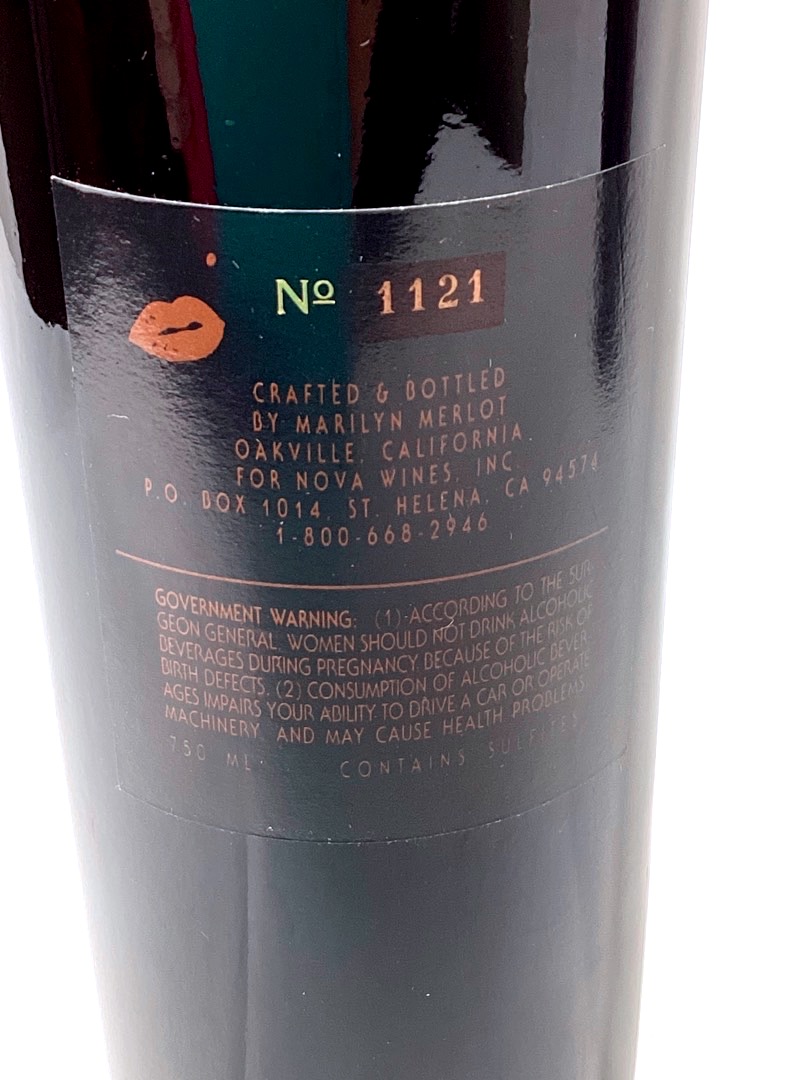 Nº 1121
CRAFTED & BOTTLED
BY MARILYN MERLOT
OAKVILLE, CALIFORNIA
FOR NOVA WINES, INC.
P.O. BOX 1014, ST. HELENA, CA 94574
1-800-668-2946
GOVERNMENT WARNING: (1) ACCORDING TO THE SUR-
GEON GENERAL, WOMEN SHOULD NOT DRINK ALCOHOLIC
BEVERAGES DURING PREGNANCY BECAUSE OF THE RISK OF
BIRTH DEFECTS. (2) CONSUMPTION OF ALCOHOLIC BEVER-
AGES IMPAIRS YOUR ABILITY TO DRIVE A CAR OR OPERATE
MACHINERY, AND MAY CAUSE HEALTH PROBLEMS.
750 ML CONTAINS SULFITES